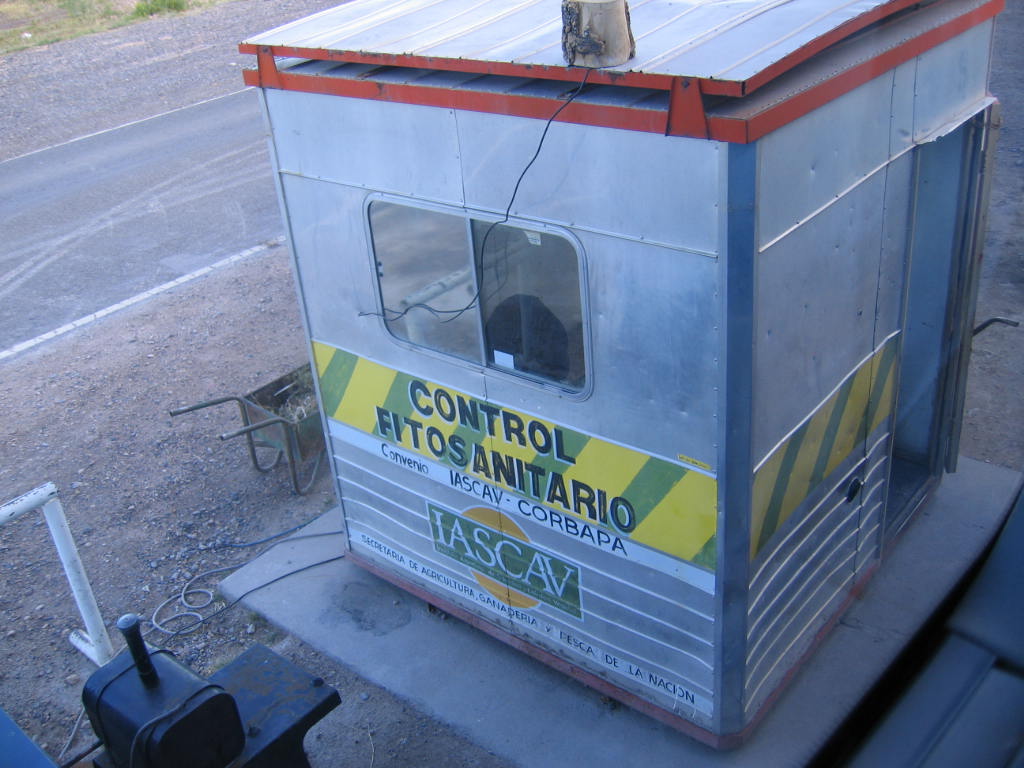 CONTROL
FITOSANITARIO
Convenio IASCAV - CORBAPA
IASCAV
SECRETARIA DE AGRICULTURA, GANADERIA Y PESCA DE LA NACION